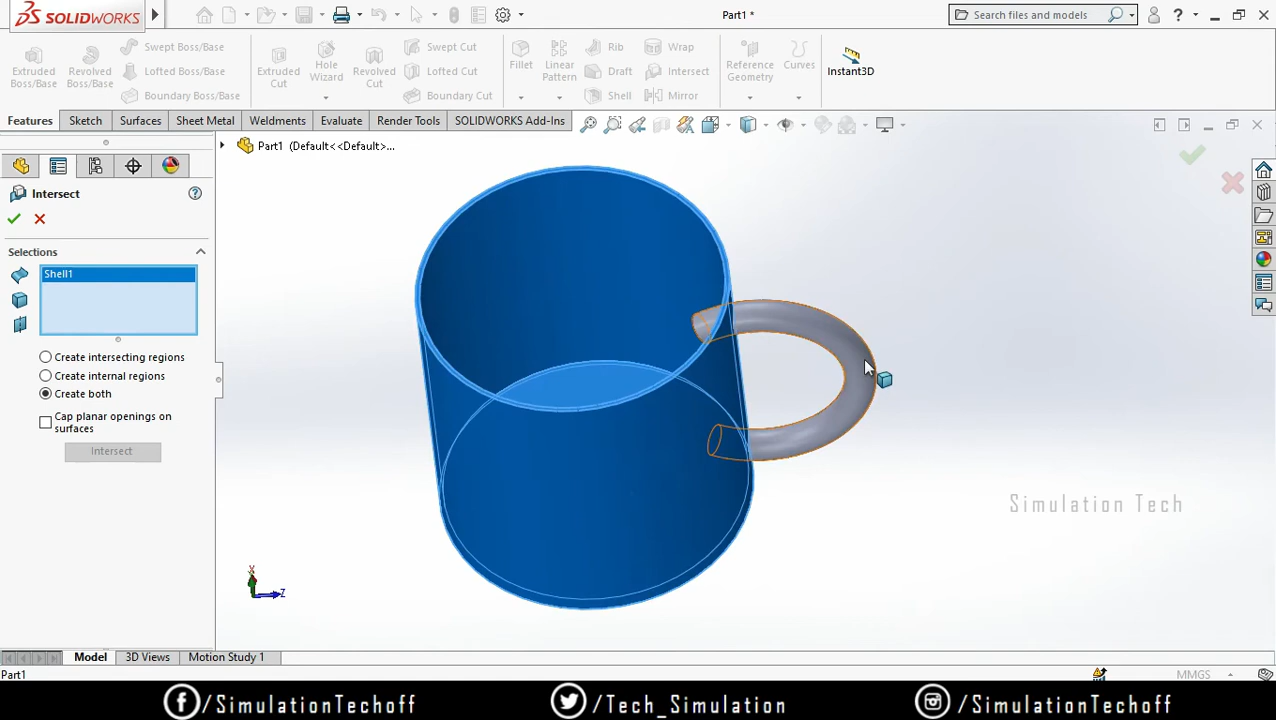 SOLIDWORKS
Part1 *
Search files and models
Extruded Boss/Base
Revolved Boss/Base
Swept Boss/Base
Lofted Boss/Base
Boundary Boss/Base
Extruded Cut
Hole Wizard
Revolved Cut
Swept Cut
Lofted Cut
Boundary Cut
Fillet
Linear Pattern
Rib
Draft
Shell
Wrap
Intersect
Mirror
Reference Geometry
Curves
Instant3D
Features Sketch Surfaces Sheet Metal Weldments Evaluate Render Tools SOLIDWORKS Add-Ins
Part1 (Default<<Default>...
Intersect
Selections
Shell1
Create intersecting regions
Create internal regions
Create both
Cap planar openings on
surfaces
Intersect
Simulation Tech
Y
Z
Model 3D Views Motion Study 1
Part1
MMGS
/SimulationTechoff /Tech_Simulation /SimulationTechoff